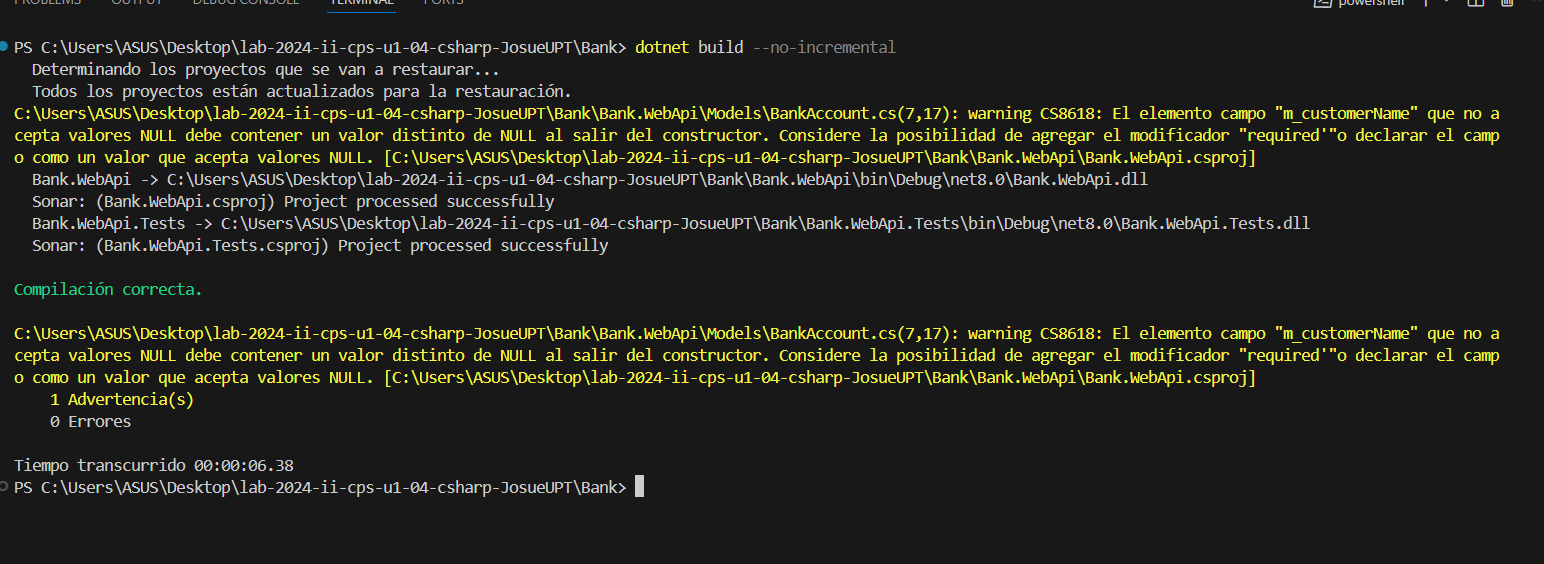 PROBLEMS OUTPUT DEBUG CONSOLE TERMINAL PORTS powershell
PS C:\Users\ASUS\Desktop\lab-2024-ii-cps-u1-04-csharp-JosueUPT\Bank> dotnet build --no-incremental
Determinando los proyectos que se van a restaurar...
Todos los proyectos están actualizados para la restauración.
C:\Users\ASUS\Desktop\lab-2024-ii-cps-u1-04-csharp-JosueUPT\Bank\Bank.WebApi\Models\BankAccount.cs(7,17): warning CS8618: El elemento campo "m_customerName" que no a
cepta valores NULL debe contener un valor distinto de NULL al salir del constructor. Considere la posibilidad de agregar el modificador "required'"o declarar el camp
o como un valor que acepta valores NULL. [C:\Users\ASUS\Desktop\lab-2024-ii-cps-u1-04-csharp-JosueUPT\Bank\Bank.WebApi\Bank.WebApi.csproj]
Bank.WebApi -> C:\Users\ASUS\Desktop\lab-2024-ii-cps-u1-04-csharp-JosueUPT\Bank\Bank.WebApi\bin\Debug\net8.0\Bank.WebApi.dll
Sonar: (Bank.WebApi.csproj) Project processed successfully
Bank.WebApi.Tests -> C:\Users\ASUS\Desktop\lab-2024-ii-cps-u1-04-csharp-JosueUPT\Bank\Bank.WebApi.Tests\bin\Debug\net8.0\Bank.WebApi.Tests.dll
Sonar: (Bank.WebApi.Tests.csproj) Project processed successfully
Compilación correcta.
C:\Users\ASUS\Desktop\lab-2024-ii-cps-u1-04-csharp-JosueUPT\Bank\Bank.WebApi\Models\BankAccount.cs(7,17): warning CS8618: El elemento campo "m_customerName" que no a
cepta valores NULL debe contener un valor distinto de NULL al salir del constructor. Considere la posibilidad de agregar el modificador "required'"o declarar el camp
o como un valor que acepta valores NULL. [C:\Users\ASUS\Desktop\lab-2024-ii-cps-u1-04-csharp-JosueUPT\Bank\Bank.WebApi\Bank.WebApi.csproj]
1 Advertencia(s)
0 Errores
Tiempo transcurrido 00:00:06.38
PS C:\Users\ASUS\Desktop\lab-2024-ii-cps-u1-04-csharp-JosueUPT\Bank>